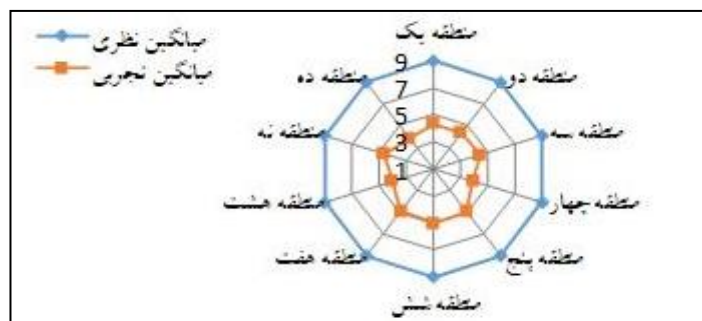 میانگین نظری
میانگین تجربی
منطقه یک
منطقه دو
منطقه سه
منطقه چهار
منطقه پنج
منطقه شش
منطقه هفت
منطقه هشت
منطقه نه
منطقه ده
9
7
5
3
1